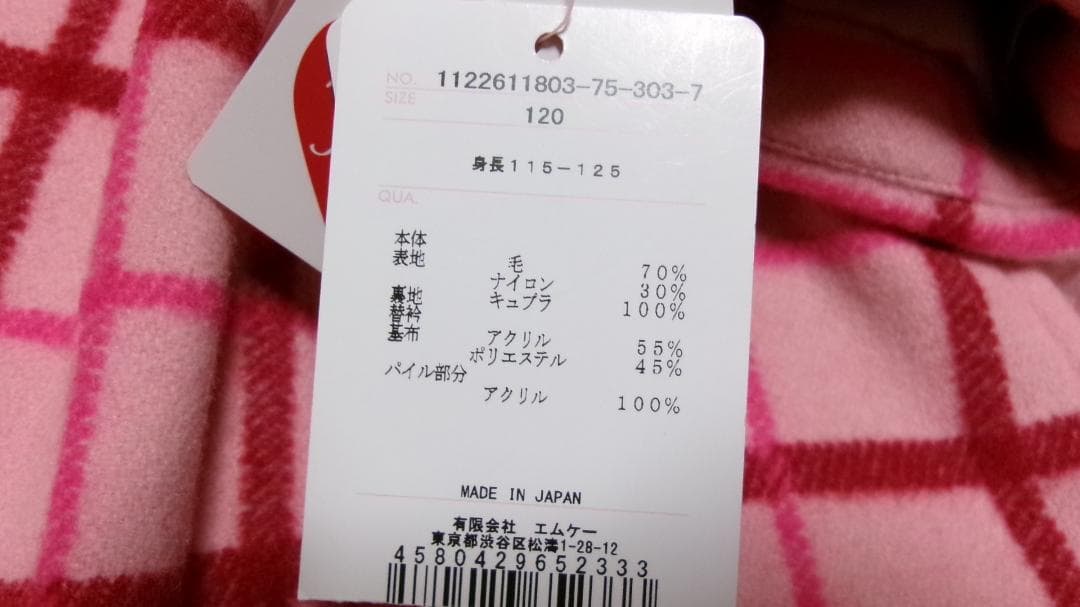 NO. 1122611803-75-303-7
SIZE 120
身長115-125
QUA.
本体
表地 毛 70%
ナイロン 30%
裏地 キュプラ 100%
替衿
基布 アクリル 55%
ポリエステル 45%
パイル部分
アクリル 100%
MADE IN JAPAN
有限会社 エムケー
東京都渋谷区松濤1-28-12
4580429652333